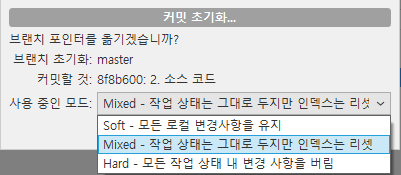 커밋 초기화...
브랜치 포인터를 옮기겠습니까?
브랜치 초기화: master
커밋할 것: 8f8b600: 2. 소스 코드
사용 중인 모드: Mixed - 작업 상태는 그대로 두지만 인덱스는 리셋
Soft - 모든 로컬 변경사항을 유지
Mixed - 작업 상태는 그대로 두지만 인덱스는 리셋
Hard - 모든 작업 상태 내 변경 사항을 버림